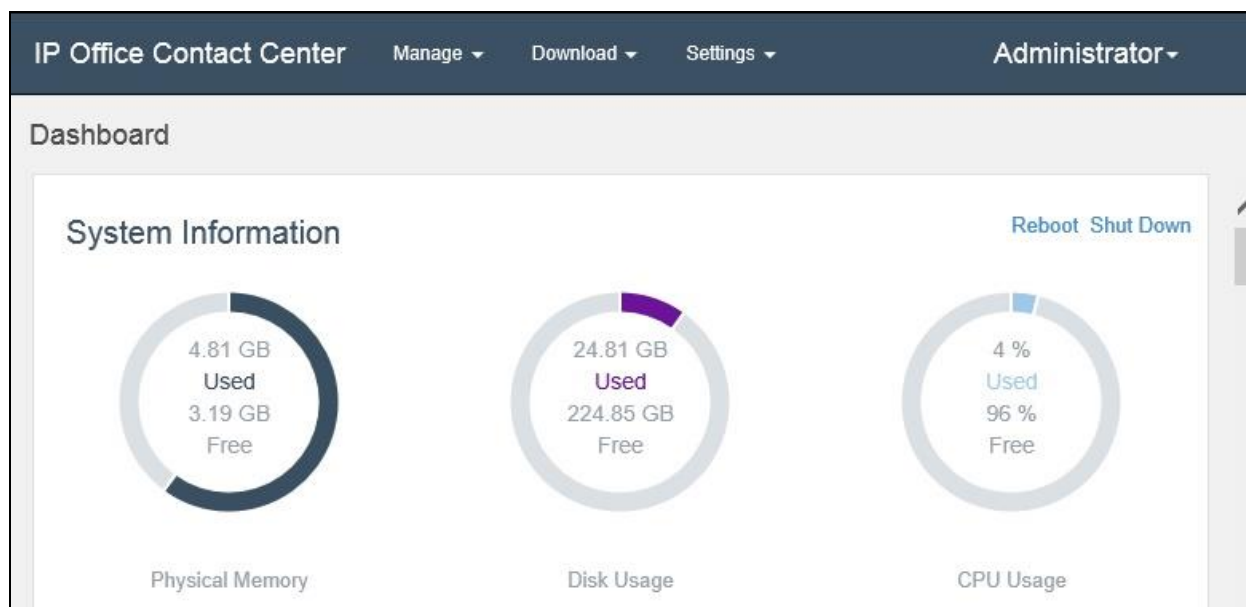 IP Office Contact Center Manage Download Settings Administrator
Dashboard
System Information Reboot Shut Down
4.81 GB
Used
3.19 GB
Free
Physical Memory
24.81 GB
Used
224.85 GB
Free
Disk Usage
4 %
Used
96 %
Free
CPU Usage